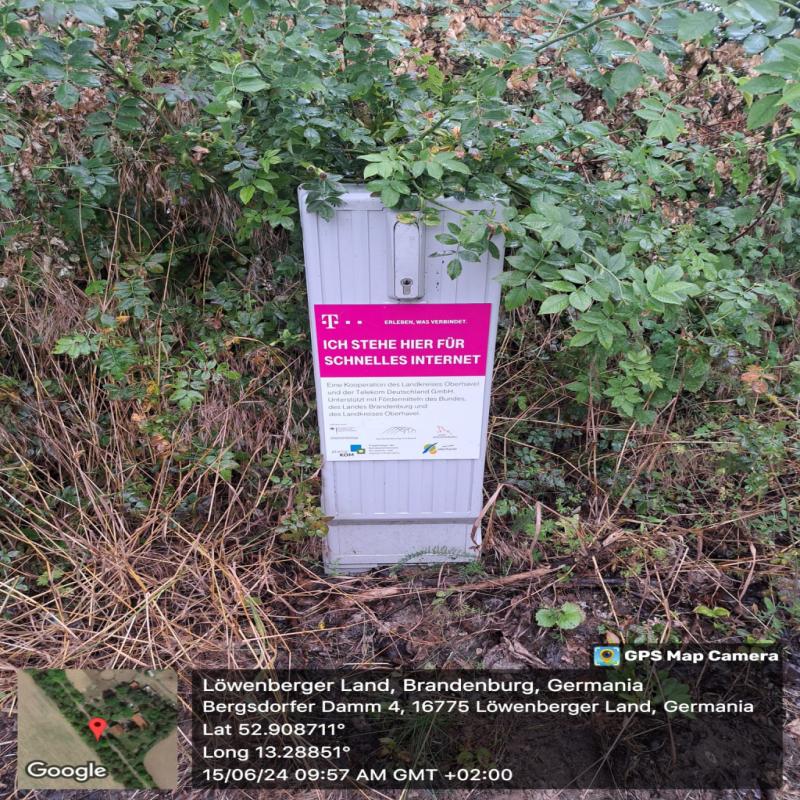 T
ERLEBEN, WAS VERBINDET.
ICH STEHE HIER FÜR
SCHNELLES INTERNET
Eine Kooperation des Landkreises Oberhavel
und der Telekom Deutschland GmbH.
Unterstützt mit Fördermitteln des Bundes,
des Landes Brandenburg und
des Landkreises Oberhavel.
KOM
GPS Map Camera
Löwenberger Land, Brandenburg, Germania
Bergsdorfer Damm 4, 16775 Löwenberger Land, Germania
Lat 52.908711°
Long 13.28851°
15/06/24 09:57 AM GMT +02:00
Google